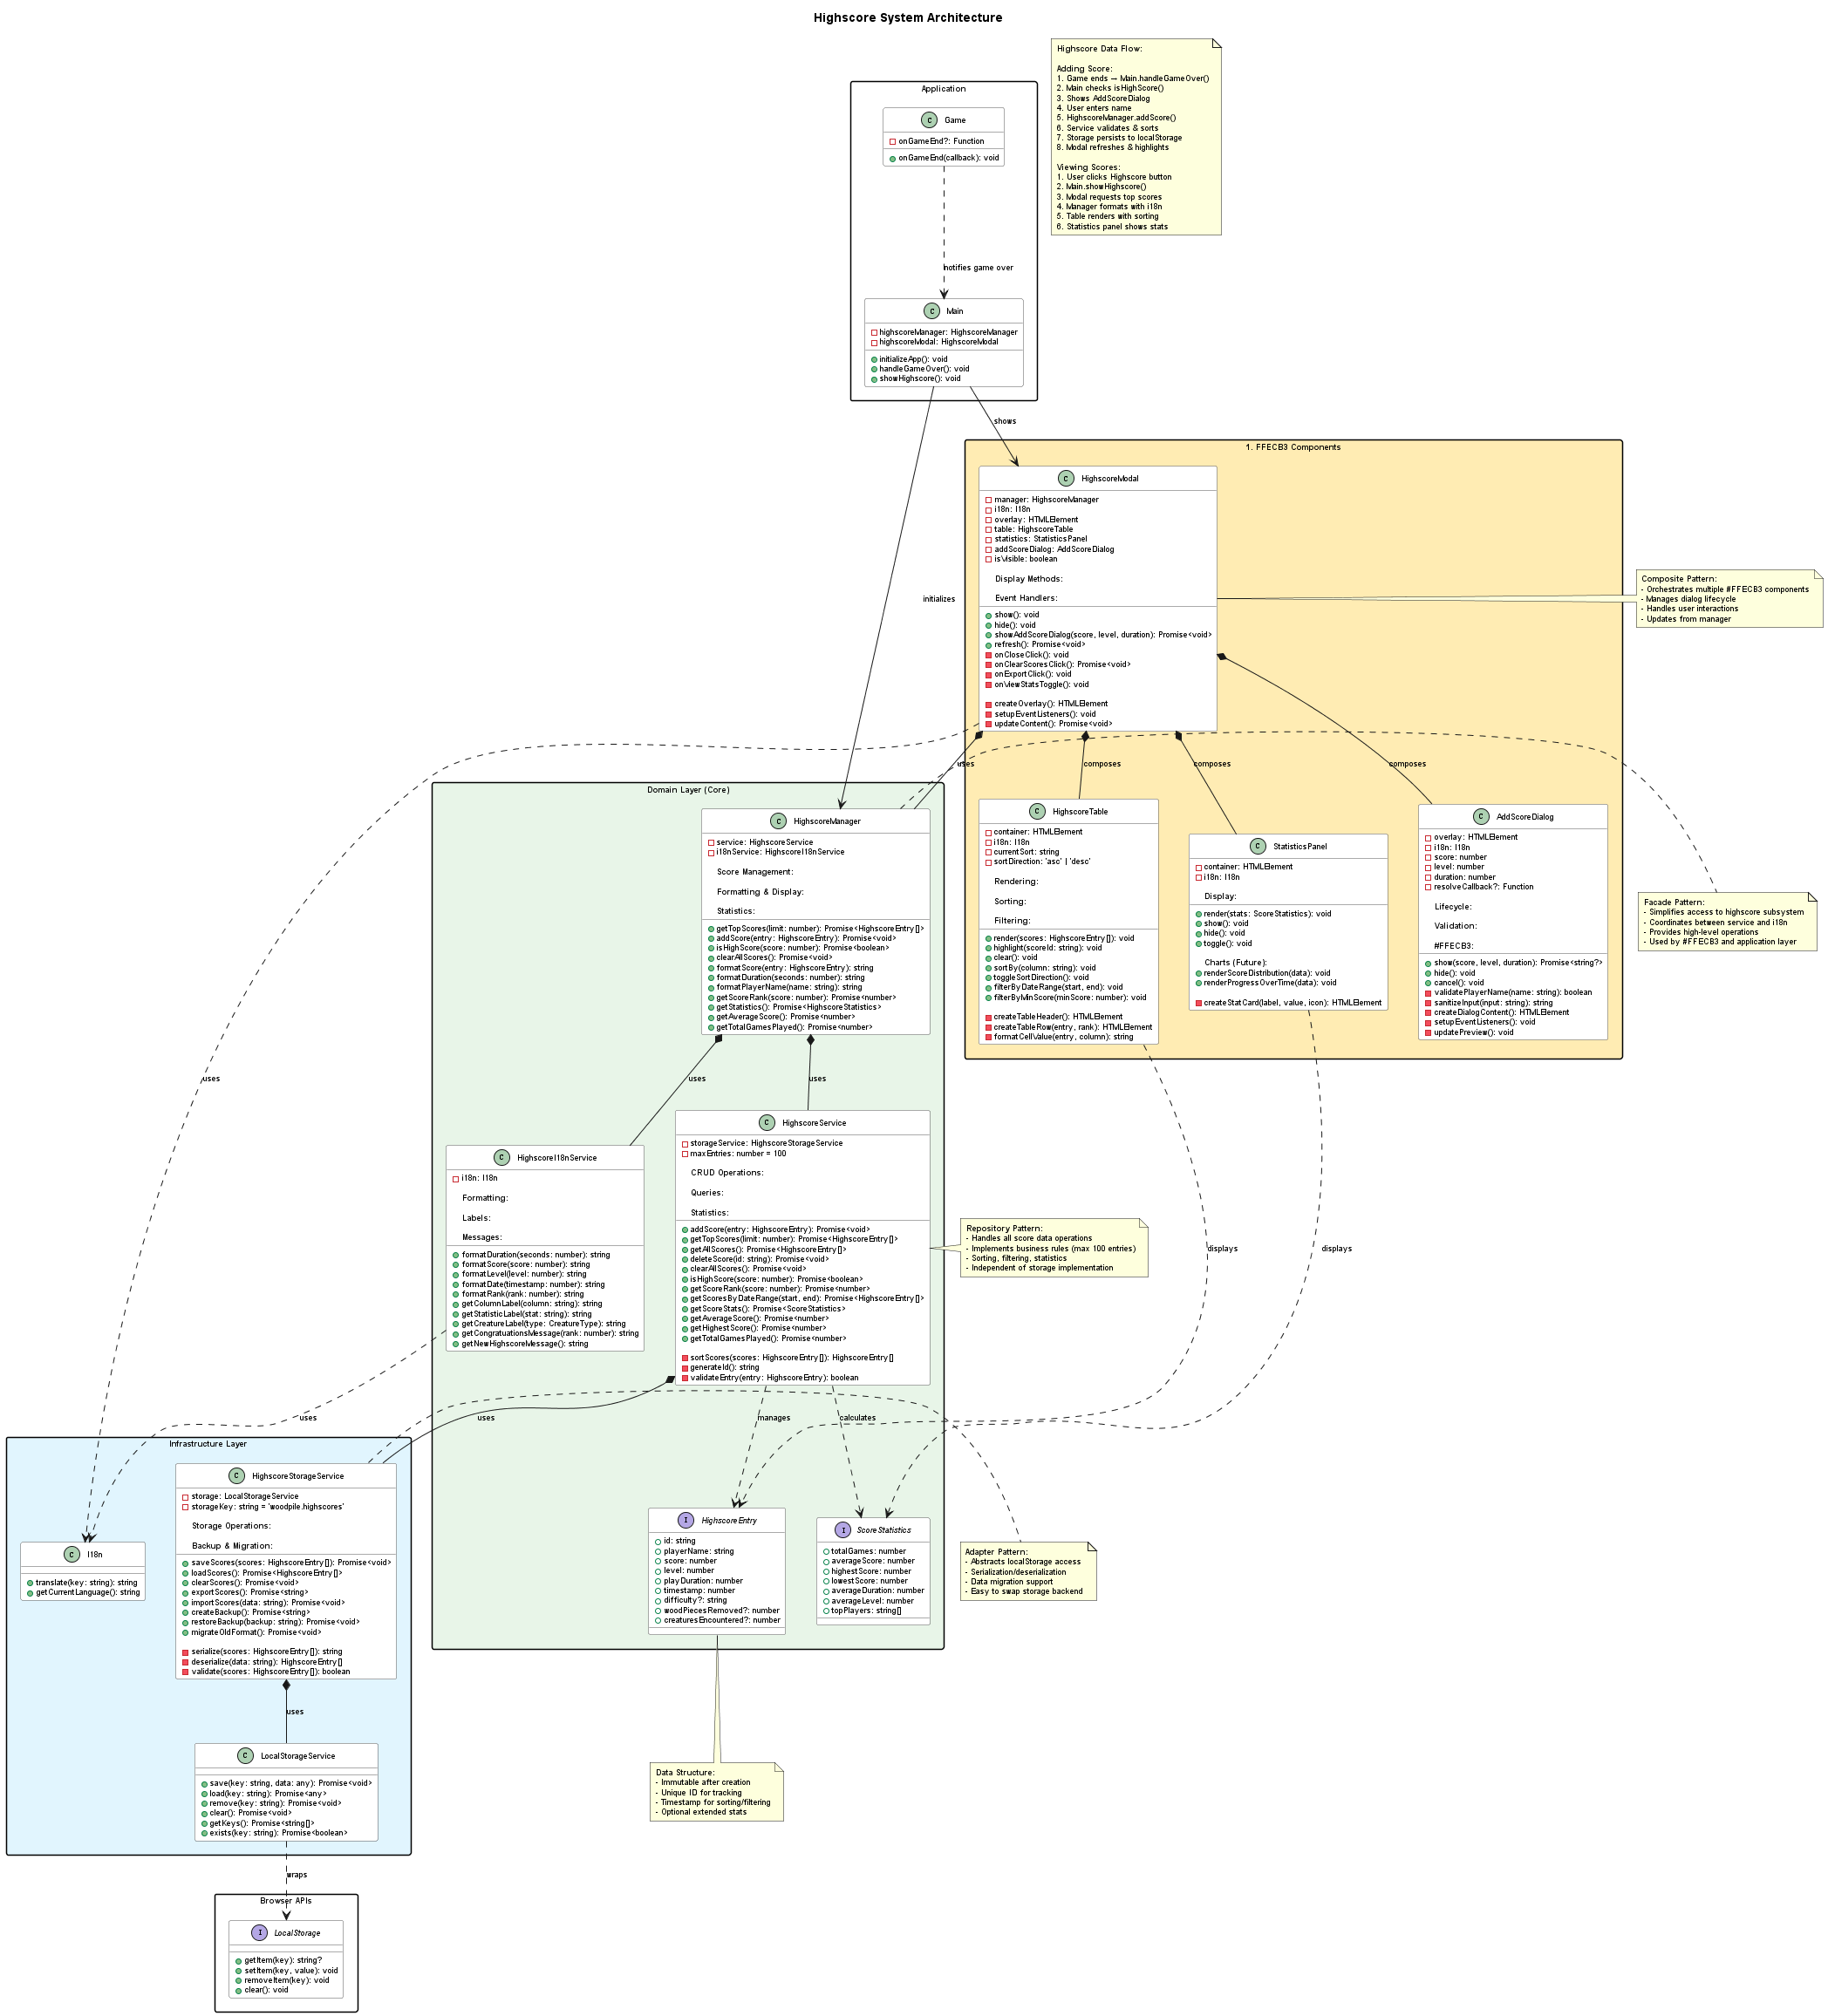 Highscore System Architecture
Highscore Data Flow:
Adding Score:
1. Game ends → Main.handleGameOver()
2. Main checks isHighScore()
3. Shows AddScoreDialog
4. User enters name
5. HighscoreManager.addScore()
6. Service validates & sorts
7. Storage persists to localStorage
8. Modal refreshes & highlights
Viewing Scores:
1. User clicks Highscore button
2. Main.showHighscore()
3. Modal requests top scores
4. Manager formats with i18n
5. Table renders with sorting
6. Statistics panel shows stats
Application
C Game
onGameEnd?: Function
onGameEnd(callback): void
notifies game over
C Main
highscoreManager: HighscoreManager
highscoreModal: HighscoreModal
initializeApp(): void
handleGameOver(): void
showHighscore(): void
shows
initializes
1. FFECB3 Components
C HighscoreModal
manager: HighscoreManager
i18n: I18n
overlay: HTMLElement
table: HighscoreTable
statistics: StatisticsPanel
addScoreDialog: AddScoreDialog
isVisible: boolean
Display Methods:
Event Handlers:
show(): void
hide(): void
showAddScoreDialog(score, level, duration): Promise<void>
refresh(): Promise<void>
onCloseClick(): void
onClearScoresClick(): Promise<void>
onExportClick(): void
onViewStatsToggle(): void
createOverlay(): HTMLElement
setupEventListeners(): void
updateContent(): Promise<void>
Composite Pattern:
- Orchestrates multiple #FFECB3 components
- Manages dialog lifecycle
- Handles user interactions
- Updates from manager
uses
composes
composes
composes
C HighscoreTable
container: HTMLElement
i18n: I18n
currentSort: string
sortDirection: 'asc' | 'desc'
Rendering:
Sorting:
Filtering:
render(scores: HighscoreEntry[]): void
highlight(scoreId: string): void
clear(): void
sortBy(column: string): void
toggleSortDirection(): void
filterByDateRange(start, end): void
filterByMinScore(minScore: number): void
createTableHeader(): HTMLElement
createTableRow(entry, rank): HTMLElement
formatCellValue(entry, column): string
C StatisticsPanel
container: HTMLElement
i18n: I18n
Display:
render(stats: ScoreStatistics): void
show(): void
hide(): void
toggle(): void
Charts (Future):
renderScoreDistribution(data): void
renderProgressOverTime(data): void
createStatCard(label, value, icon): HTMLElement
C AddScoreDialog
overlay: HTMLElement
i18n: I18n
score: number
level: number
duration: number
resolveCallback?: Function
Lifecycle:
Validation:
#FFECB3:
show(score, level, duration): Promise<string?>
hide(): void
cancel(): void
validatePlayerName(name: string): boolean
sanitizeInput(input: string): string
createDialogContent(): HTMLElement
setupEventListeners(): void
updatePreview(): void
Facade Pattern:
- Simplifies access to highscore subsystem
- Coordinates between service and i18n
- Provides high-level operations
- Used by #FFECB3 and application layer
Domain Layer (Core)
C HighscoreManager
service: HighscoreService
i18nService: HighscoreI18nService
Score Management:
Formatting & Display:
Statistics:
getTopScores(limit: number): Promise<HighscoreEntry[]>
addScore(entry: HighscoreEntry): Promise<void>
isHighScore(score: number): Promise<boolean>
clearAllScores(): Promise<void>
formatScore(entry: HighscoreEntry): string
formatDuration(seconds: number): string
formatPlayerName(name: string): string
getScoreRank(score: number): Promise<number>
getStatistics(): Promise<HighscoreStatistics>
getAverageScore(): Promise<number>
getTotalGamesPlayed(): Promise<number>
uses
uses
uses
C HighscoreI18nService
i18n: I18n
Formatting:
Labels:
Messages:
formatDuration(seconds: number): string
formatScore(score: number): string
formatLevel(level: number): string
formatDate(timestamp: number): string
formatRank(rank: number): string
getColumnLabel(column: string): string
getStatisticLabel(stat: string): string
getCreatureLabel(type: CreatureType): string
getCongratuationsMessage(rank: number): string
getNewHighscoreMessage(): string
C HighscoreService
storageService: HighscoreStorageService
maxEntries: number = 100
CRUD Operations:
Queries:
Statistics:
addScore(entry: HighscoreEntry): Promise<void>
getTopScores(limit: number): Promise<HighscoreEntry[]>
getAllScores(): Promise<HighscoreEntry[]>
deleteScore(id: string): Promise<void>
clearAllScores(): Promise<void>
isHighScore(score: number): Promise<boolean>
getScoreRank(score: number): Promise<number>
getScoresByDateRange(start, end): Promise<HighscoreEntry[]>
getScoreStats(): Promise<ScoreStatistics>
getAverageScore(): Promise<number>
getHighestScore(): Promise<number>
getTotalGamesPlayed(): Promise<number>
sortScores(scores: HighscoreEntry[]): HighscoreEntry[]
generateId(): string
validateEntry(entry: HighscoreEntry): boolean
Repository Pattern:
- Handles all score data operations
- Implements business rules (max 100 entries)
- Sorting, filtering, statistics
- Independent of storage implementation
displays
displays
uses
uses
manages
calculates
Infrastructure Layer
C HighscoreStorageService
storage: LocalStorageService
storageKey: string = 'woodpile.highscores'
Storage Operations:
Backup & Migration:
saveScores(scores: HighscoreEntry[]): Promise<void>
loadScores(): Promise<HighscoreEntry[]>
clearScores(): Promise<void>
exportScores(): Promise<string>
importScores(data: string): Promise<void>
createBackup(): Promise<string>
restoreBackup(backup: string): Promise<void>
migrateOldFormat(): Promise<void>
serialize(scores: HighscoreEntry[]): string
deserialize(data: string): HighscoreEntry[]
validate(scores: HighscoreEntry[]): boolean
C I18n
translate(key: string): string
getCurrentLanguage(): string
I HighscoreEntry
id: string
playerName: string
score: number
level: number
playDuration: number
timestamp: number
difficulty?: string
woodPiecesRemoved?: number
creaturesEncountered?: number
I ScoreStatistics
totalGames: number
averageScore: number
highestScore: number
lowestScore: number
averageDuration: number
averageLevel: number
topPlayers: string[]
Adapter Pattern:
- Abstracts localStorage access
- Serialization/deserialization
- Data migration support
- Easy to swap storage backend
uses
C LocalStorageService
save(key: string, data: any): Promise<void>
load(key: string): Promise<any>
remove(key: string): Promise<void>
clear(): Promise<void>
getKeys(): Promise<string[]>
exists(key: string): Promise<boolean>
Data Structure:
- Immutable after creation
- Unique ID for tracking
- Timestamp for sorting/filtering
- Optional extended stats
wraps
Browser APIs
I LocalStorage
getItem(key): string?
setItem(key, value): void
removeItem(key): void
clear(): void